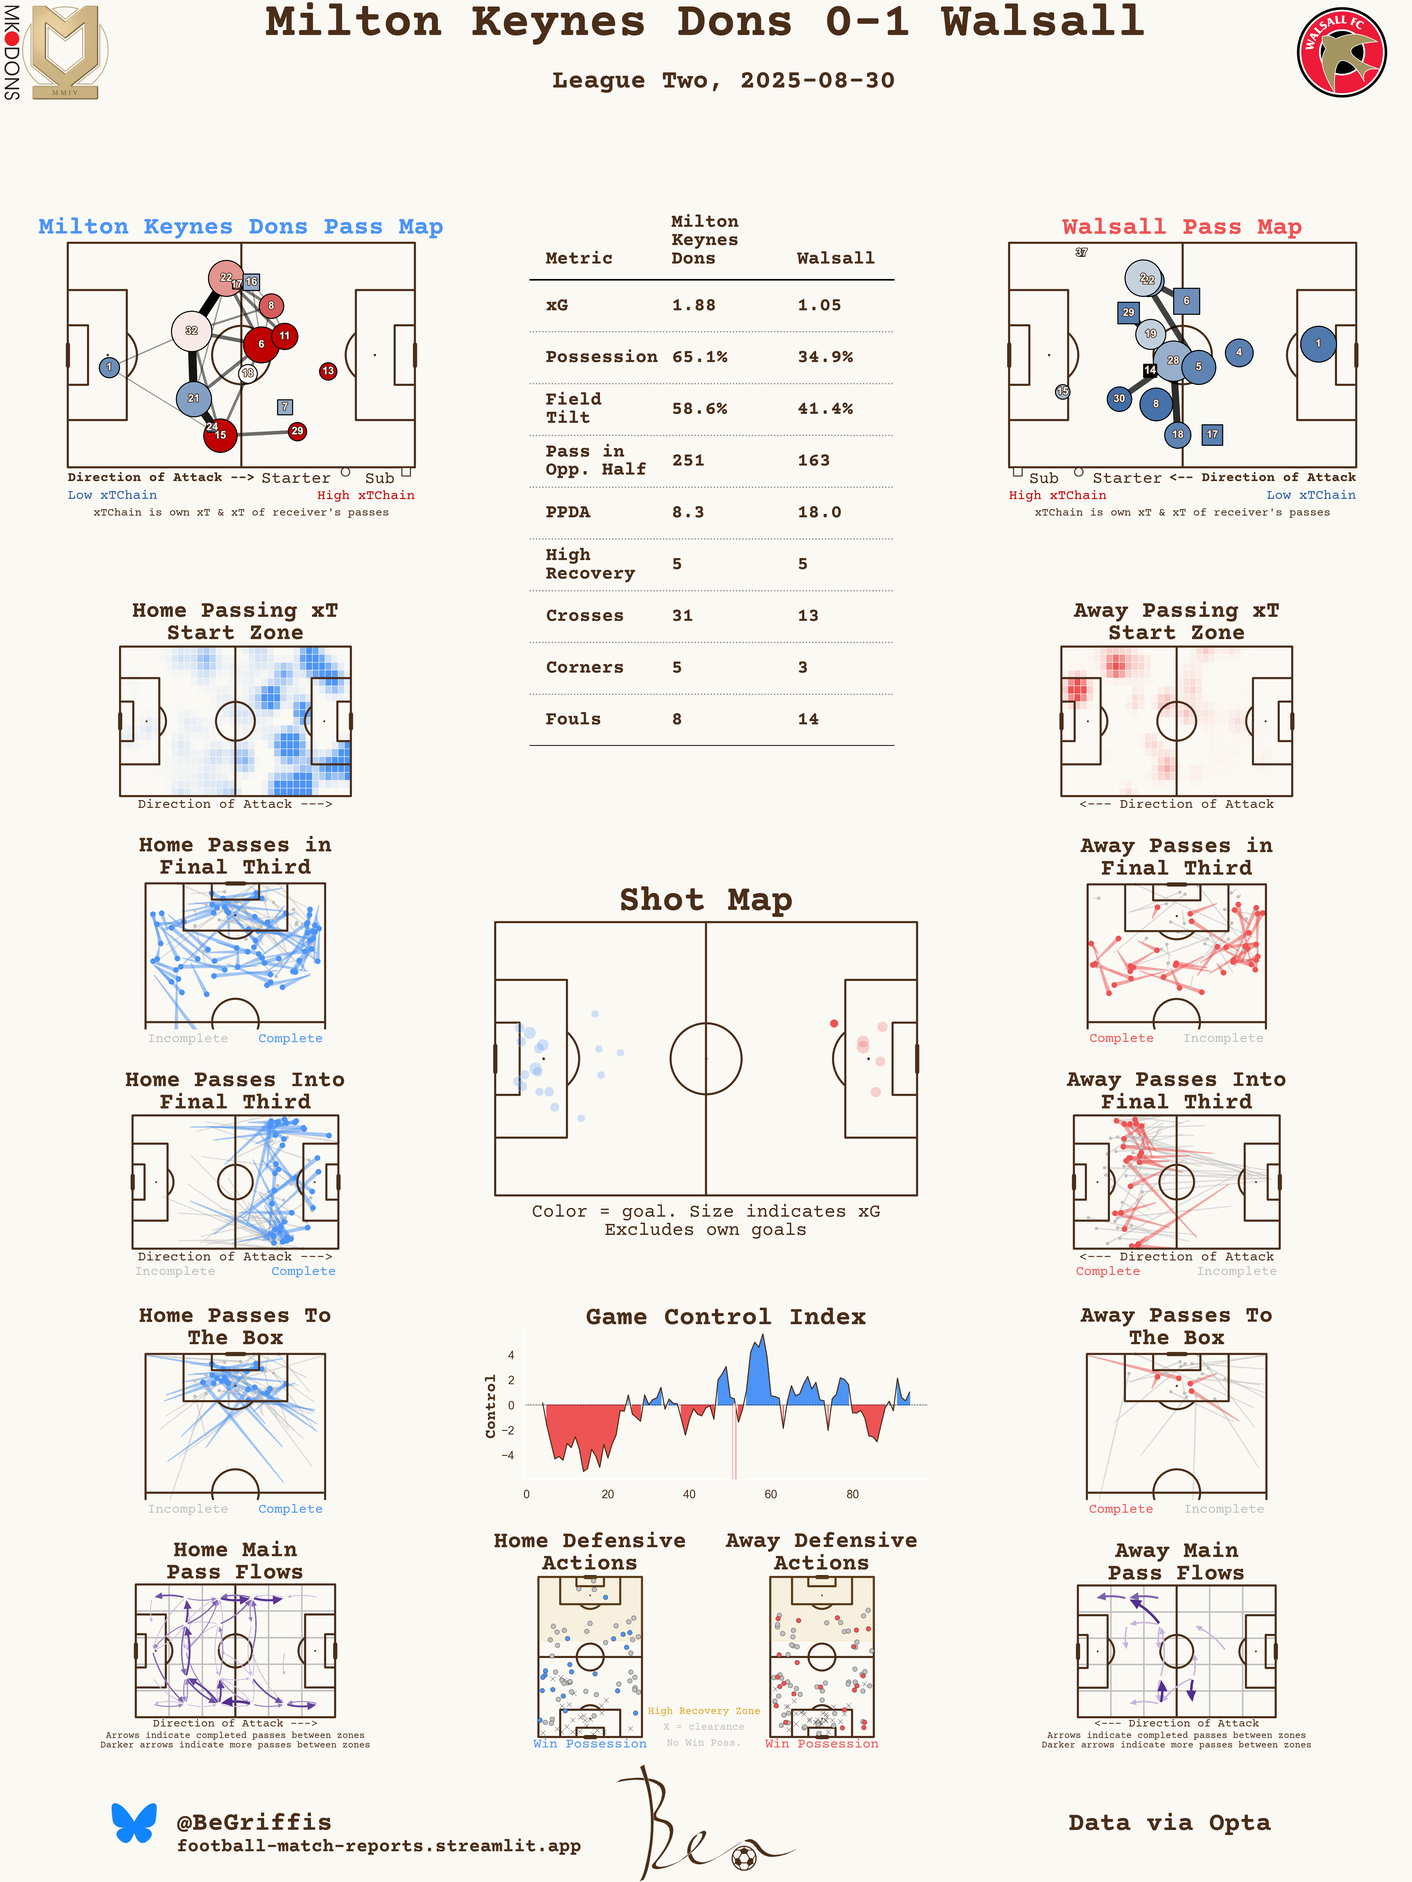 Milton Keynes Dons 0-1 Walsall
League Two, 2025-08-30
MK DONS
MMIV
WALSALL FC
Milton Keynes Dons Pass Map
22
17
16
8
32
11
6
1
18
13
21
7
24
15
29
Direction of Attack --> Starter Sub
Low xTChain High xTChain
xTChain is own xT & xT of receiver's passes
Metric Milton Keynes Dons Walsall
xG 1.88 1.05
Possession 65.1% 34.9%
Field Tilt 58.6% 41.4%
Pass in Opp. Half 251 163
PPDA 8.3 18.0
High Recovery 5 5
Crosses 31 13
Corners 5 3
Fouls 8 14
Walsall Pass Map
37
2
22
6
29
19
1
4
28
5
14
15
30
8
18
17
Sub Starter <-- Direction of Attack
High xTChain Low xTChain
xTChain is own xT & xT of receiver's passes
Home Passing xT
Start Zone
Direction of Attack --->
Away Passing xT
Start Zone
<--- Direction of Attack
Home Passes in
Final Third
Incomplete Complete
Away Passes in
Final Third
Complete Incomplete
Shot Map
Color = goal. Size indicates xG
Excludes own goals
Home Passes Into
Final Third
Direction of Attack --->
Incomplete Complete
Away Passes Into
Final Third
<--- Direction of Attack
Complete Incomplete
Home Passes To
The Box
Incomplete Complete
Game Control Index
Control
4
2
0
−2
−4
0 20 40 60 80
Away Passes To
The Box
Complete Incomplete
Home Main
Pass Flows
Direction of Attack --->
Arrows indicate completed passes between zones
Darker arrows indicate more passes between zones
Home Defensive
Actions
Win Possession
High Recovery Zone
X = clearance
No Win Poss.
Away Defensive
Actions
Win Possession
Away Main
Pass Flows
<--- Direction of Attack
Arrows indicate completed passes between zones
Darker arrows indicate more passes between zones
@BeGriffis
football-match-reports.streamlit.app
Ben
Data via Opta